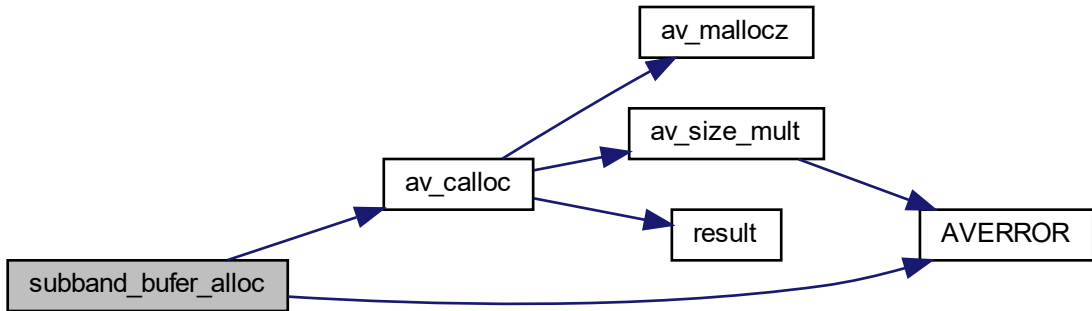 av_mallocz
av_size_mult
av_calloc
result
AVERROR
subband_bufer_alloc